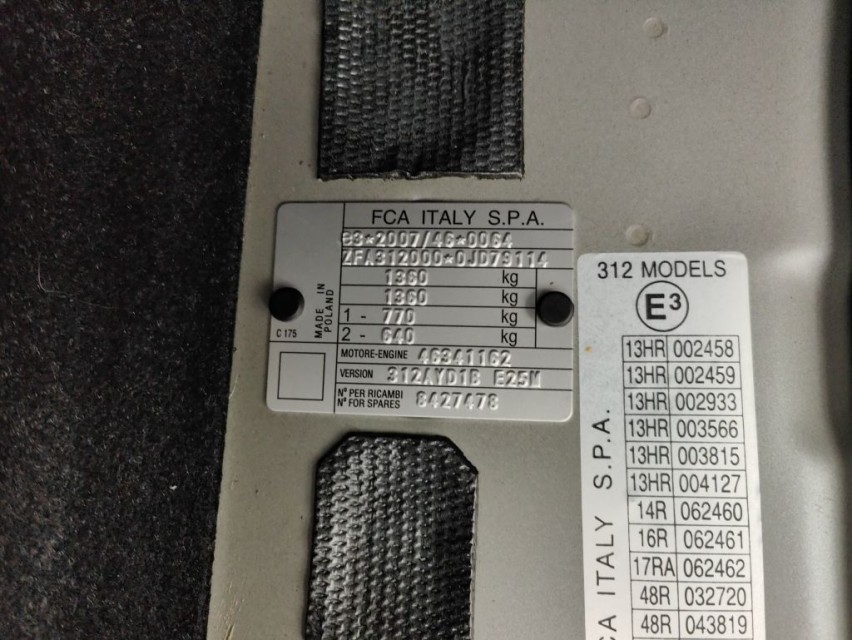 FCA ITALY S.P.A.
e3*2007/46*0064
ZFA312000*0JD79114
1360 kg
1360 kg
1 - 770 kg
2 - 640 kg
MADE IN POLAND
C 175
MOTORE-ENGINE 46341162
VERSION 312AYD1B E25M
N° PER RICAMBI
N° FOR SPARES 8427478
312 MODELS
E3
13HR 002458
13HR 002459
13HR 002933
13HR 003566
13HR 003815
13HR 004127
14R 062460
16R 062461
17RA 062462
48R 032720
48R 043819
CA ITALY S.P.A.